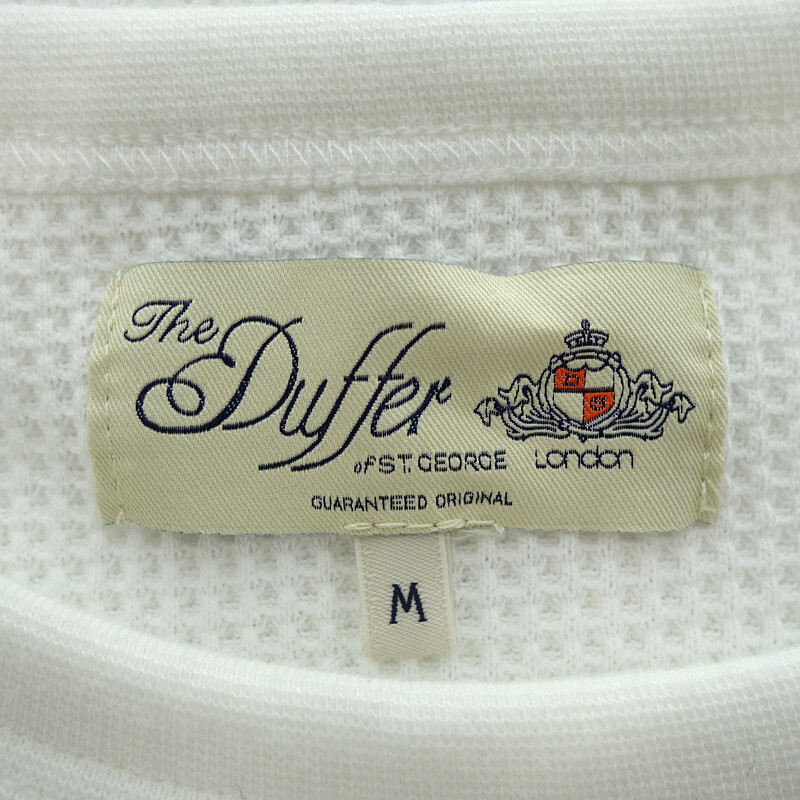 The
Duffer
of ST. GEORGE London
D
S
GUARANTEED ORIGINAL
M